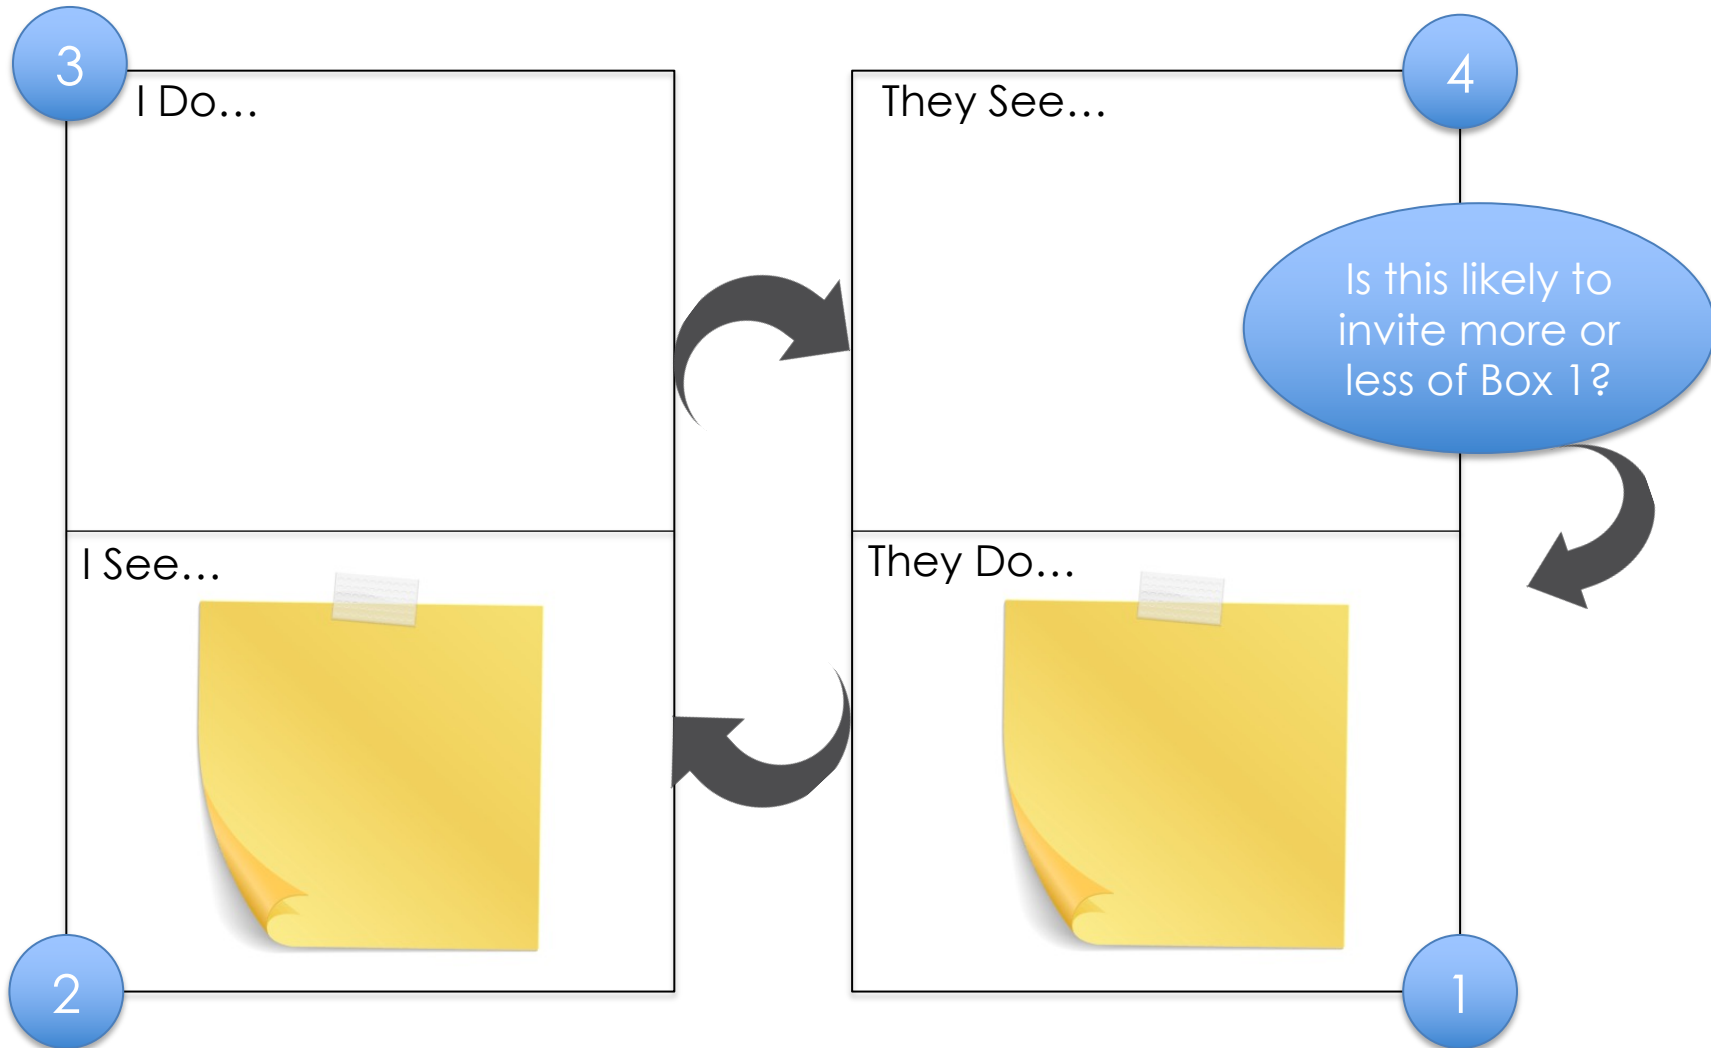 3
I Do...
They See...
4
Is this likely to
invite more or
less of Box 1?
I See...
They Do...
2
1